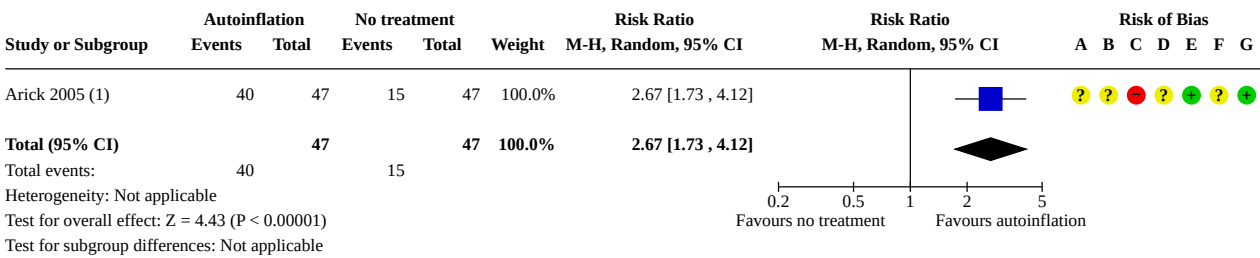 Autoinflation No treatment Risk Ratio Risk Ratio Risk of Bias
Study or Subgroup Events Total Events Total Weight M-H, Random, 95% CI M-H, Random, 95% CI A B C D E F G
Arick 2005 (1) 40 47 15 47 100.0% 2.67 [1.73 , 4.12] ? ? − ? + ? +
Total (95% CI) 47 47 100.0% 2.67 [1.73 , 4.12]
Total events: 40 15
Heterogeneity: Not applicable
0.2 0.5 1 2 5
Test for overall effect: Z = 4.43 (P < 0.00001) Favours no treatment Favours autoinflation
Test for subgroup differences: Not applicable